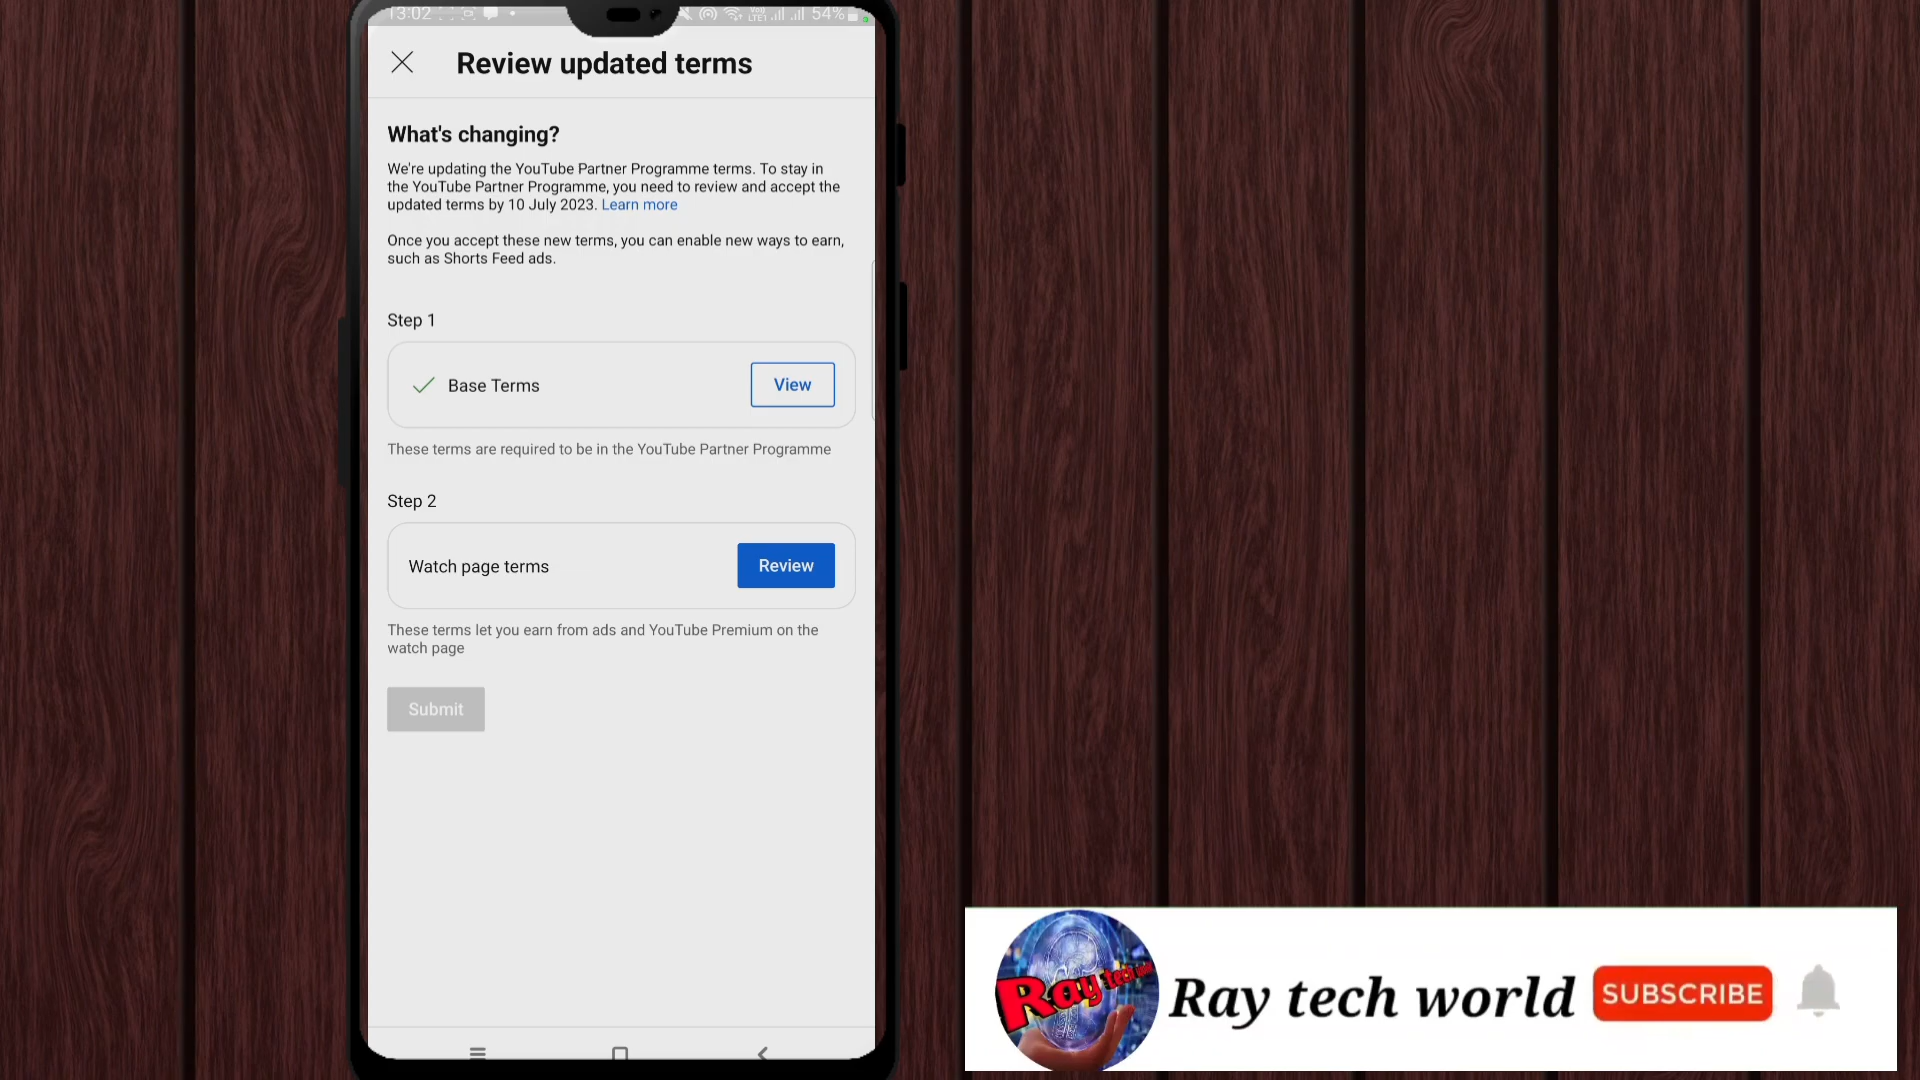 13:02
VoD
LTE1
54%
Review updated terms
What's changing?
We're updating the YouTube Partner Programme terms. To stay in
the YouTube Partner Programme, you need to review and accept the
updated terms by 10 July 2023. Learn more
Once you accept these new terms, you can enable new ways to earn,
such as Shorts Feed ads.
Step 1
Base Terms
View
These terms are required to be in the YouTube Partner Programme
Step 2
Watch page terms
Review
These terms let you earn from ads and YouTube Premium on the
watch page
Submit
Ray tech world
Ray tech world
SUBSCRIBE